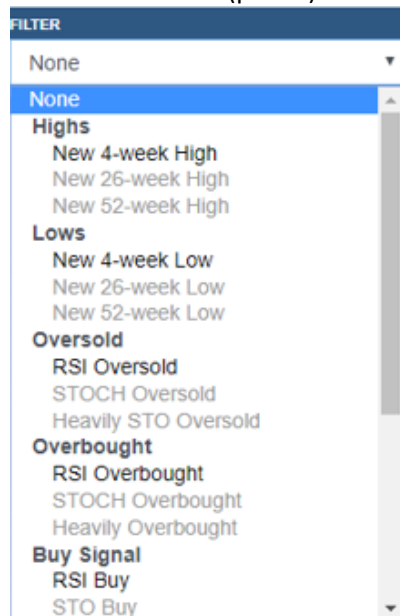 FILTER
None
None
Highs
New 4-week High
New 26-week High
New 52-week High
Lows
New 4-week Low
New 26-week Low
New 52-week Low
Oversold
RSI Oversold
STOCH Oversold
Heavily STO Oversold
Overbought
RSI Overbought
STOCH Overbought
Heavily Overbought
Buy Signal
RSI Buy
STO Buy